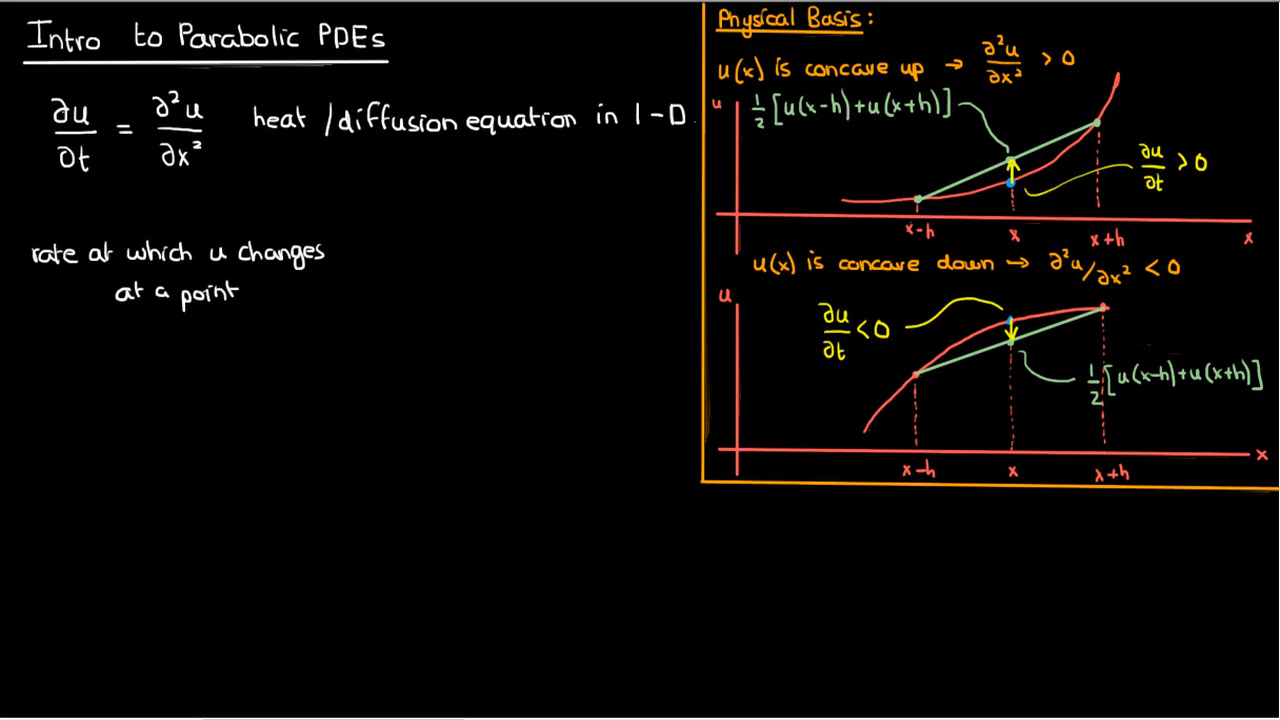 Intro to Parabolic PDEs
∂u/∂t = ∂²u/∂x² heat /diffusion equation in 1-D.
rate at which u changes
at a point
Physical Basis:
u(x) is concave up → ∂²u/∂x² > 0
u
½[u(x-h)+u(x+h)]
∂u/∂t > 0
x-h x x+h x
u(x) is concave down → ∂²u/∂x² < 0
u
∂u/∂t < 0
½[u(x-h)+u(x+h)]
x-h x x+h x